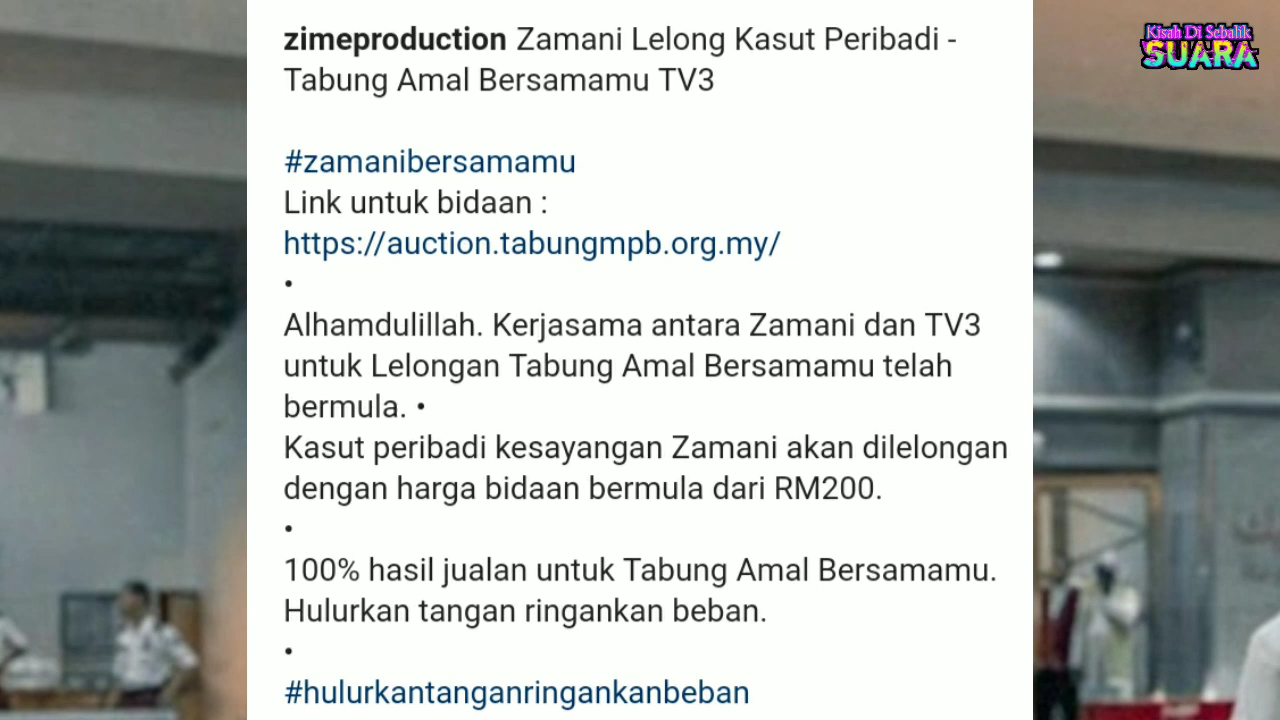 Kisah Di Sebalik
SUARA
zimeproduction Zamani Lelong Kasut Peribadi -
Tabung Amal Bersamamu TV3
#zamanibersamamu
Link untuk bidaan :
https://auction.tabungmpb.org.my/
•
Alhamdulillah. Kerjasama antara Zamani dan TV3
untuk Lelongan Tabung Amal Bersamamu telah
bermula. •
Kasut peribadi kesayangan Zamani akan dilelongan
dengan harga bidaan bermula dari RM200.
•
100% hasil jualan untuk Tabung Amal Bersamamu.
Hulurkan tangan ringankan beban.
•
#hulurkantanganringankanbeban